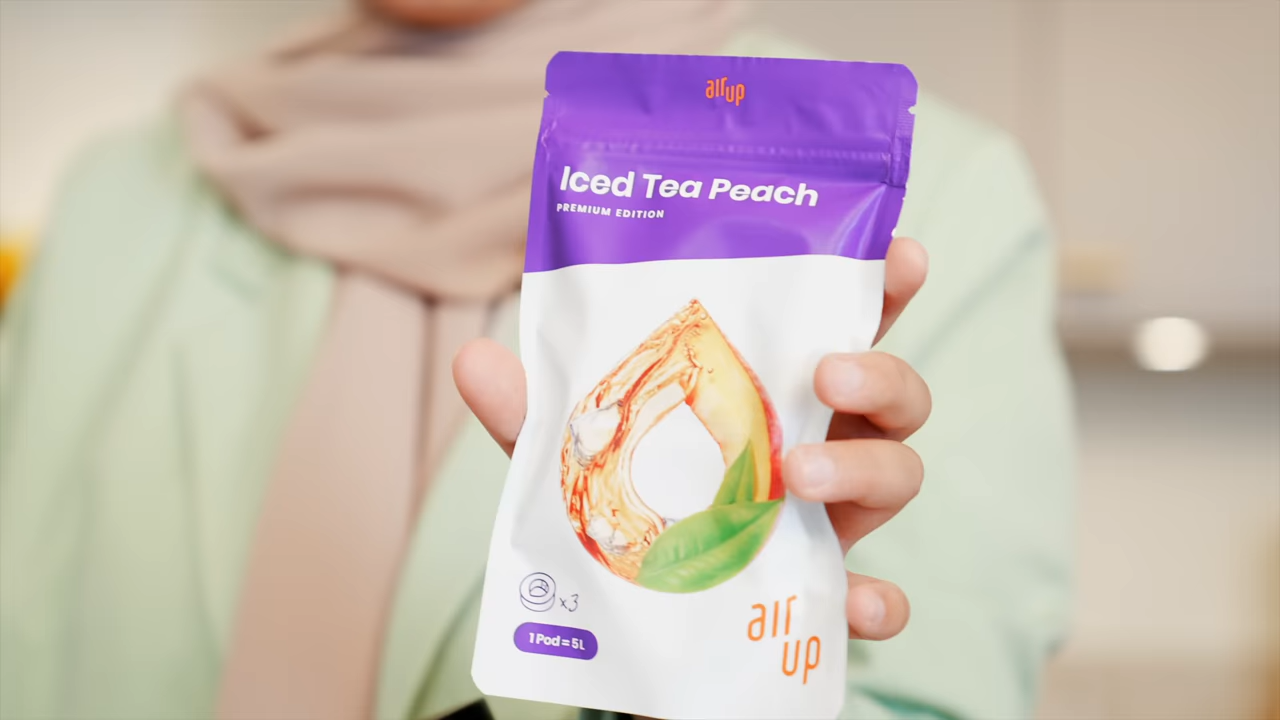 air up
Iced Tea Peach
PREMIUM EDITION
x3
1 Pod = 5L
air
up